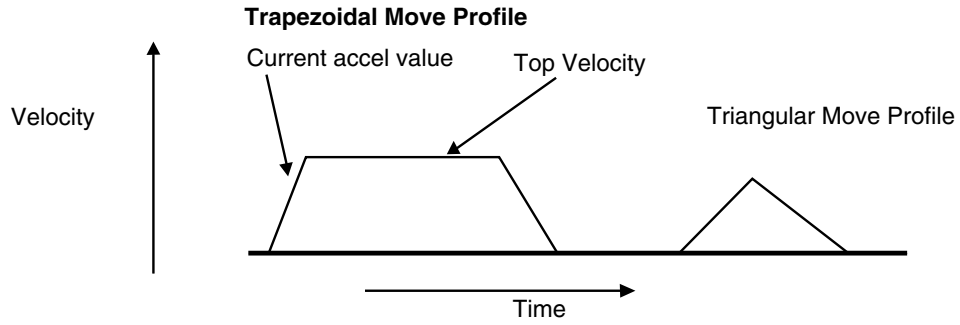 Trapezoidal Move Profile
Current accel value
Top Velocity
Velocity
Triangular Move Profile
Time